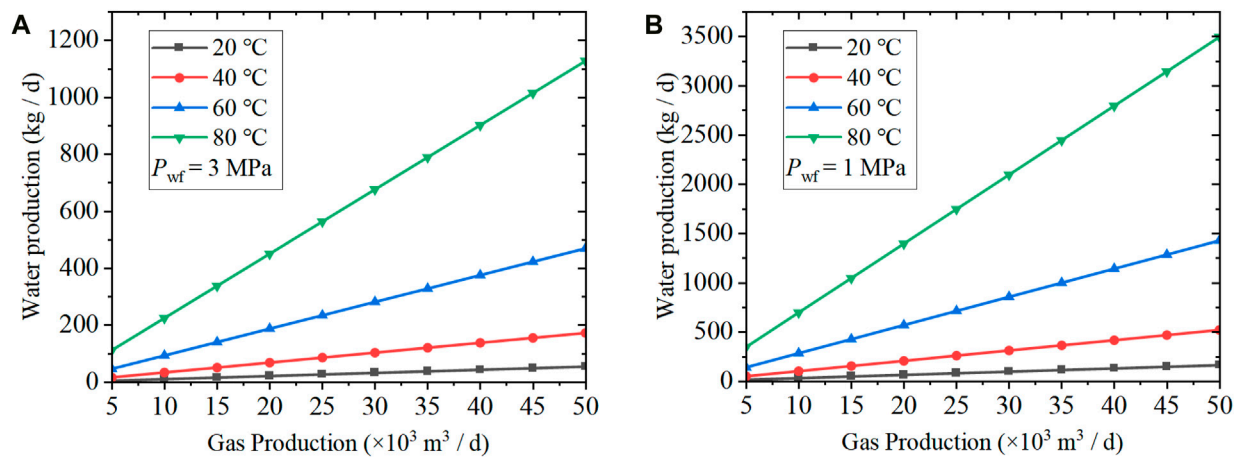 A
Water production (kg / d)
1200
1000
800
600
400
200
0
20 ℃
40 ℃
60 ℃
80 ℃
Pwf = 3 MPa
5 10 15 20 25 30 35 40 45 50
Gas Production (×10³ m³ / d)
B
Water production (kg / d)
3500
3000
2500
2000
1500
1000
500
0
20 ℃
40 ℃
60 ℃
80 ℃
Pwf = 1 MPa
5 10 15 20 25 30 35 40 45 50
Gas Production (×10³ m³ / d)